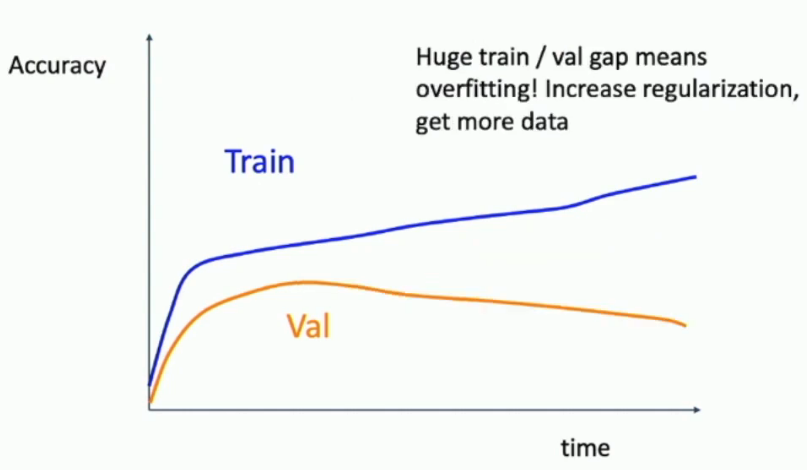 Accuracy
Huge train / val gap means
overfitting! Increase regularization,
get more data
Train
Val
time